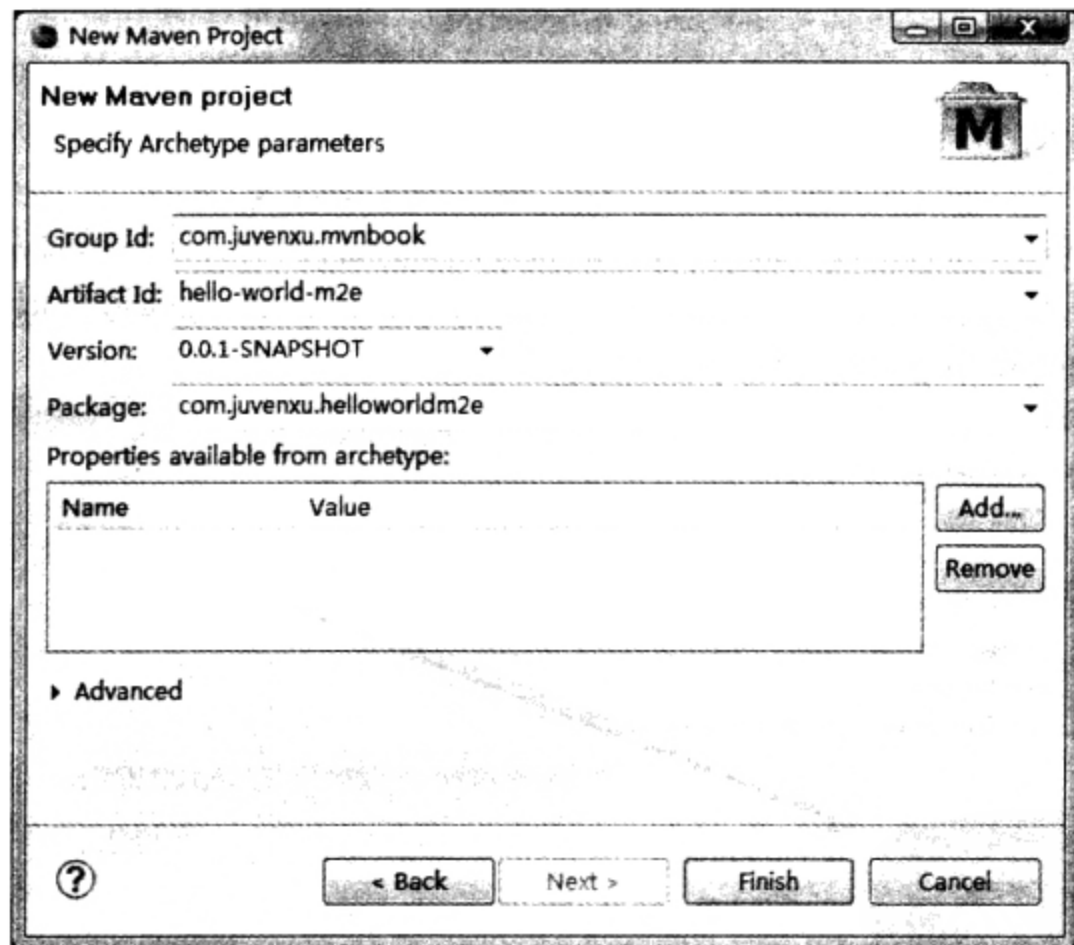 New Maven Project
New Maven project
M
Specify Archetype parameters
Group Id: com.juvenxu.mvnbook
Artifact Id: hello-world-m2e
Version: 0.0.1-SNAPSHOT
Package: com.juvenxu.helloworldm2e
Properties available from archetype:
Name Value
Add...
Remove
Advanced
? < Back Next > Finish Cancel